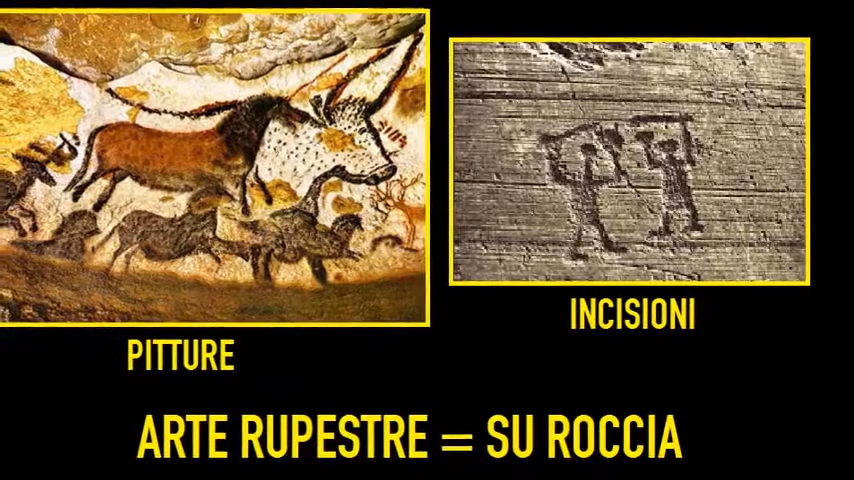 INCISIONI
PITTURE
ARTE RUPESTRE = SU ROCCIA